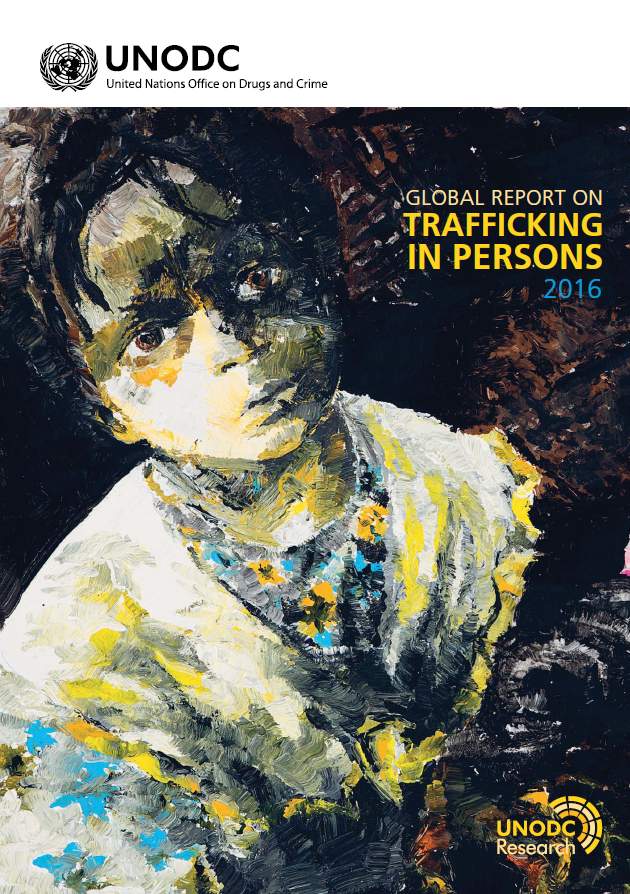 UNODC
United Nations Office on Drugs and Crime
GLOBAL REPORT ON
TRAFFICKING
IN PERSONS
2016
UNODC
Research